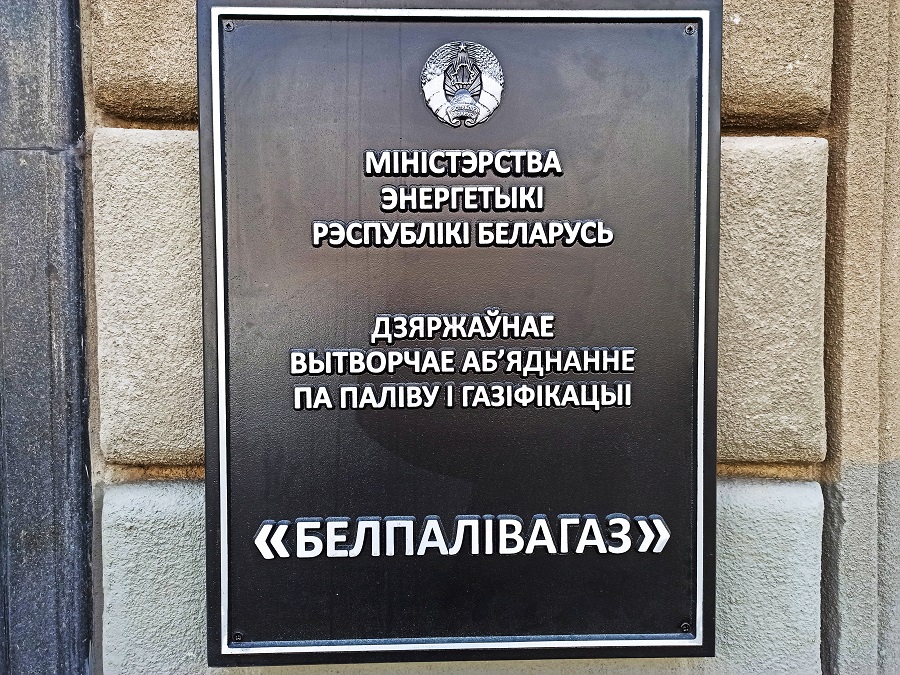 МІНІСТЭРСТВА
ЭНЕРГЕТЫКІ
РЭСПУБЛІКІ БЕЛАРУСЬ
ДЗЯРЖАЎНАЕ
ВЫТВОРЧАЕ АБ’ЯДНАННЕ
ПА ПАЛІВУ І ГАЗІФІКАЦЫІ
«БЕЛПАЛІВАГАЗ»